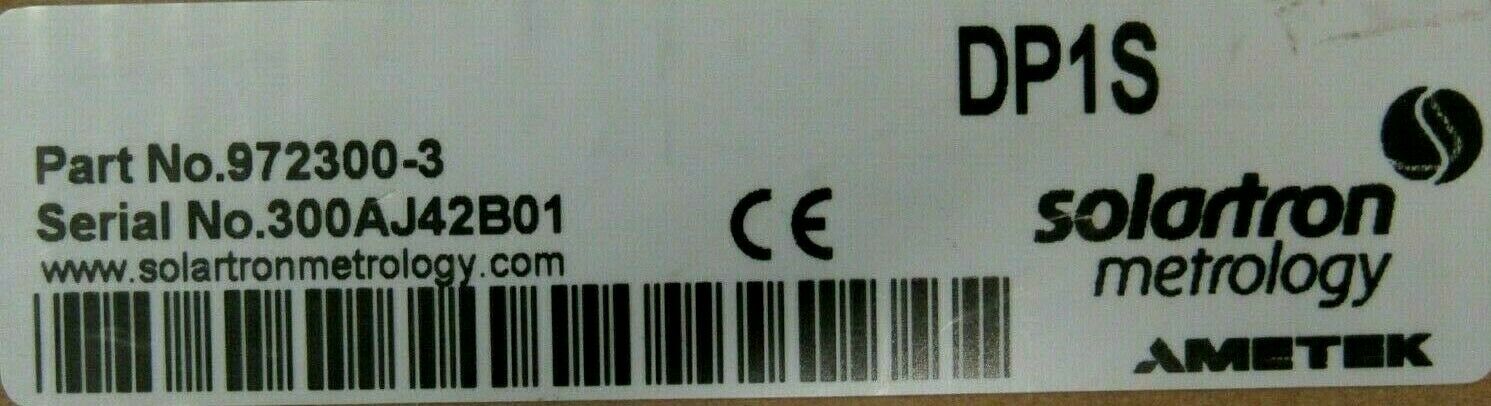 DP1S
Part No.972300-3
Serial No.300AJ42B01
www.solartronmetrology.com
CE
solartron
metrology
AMETEK